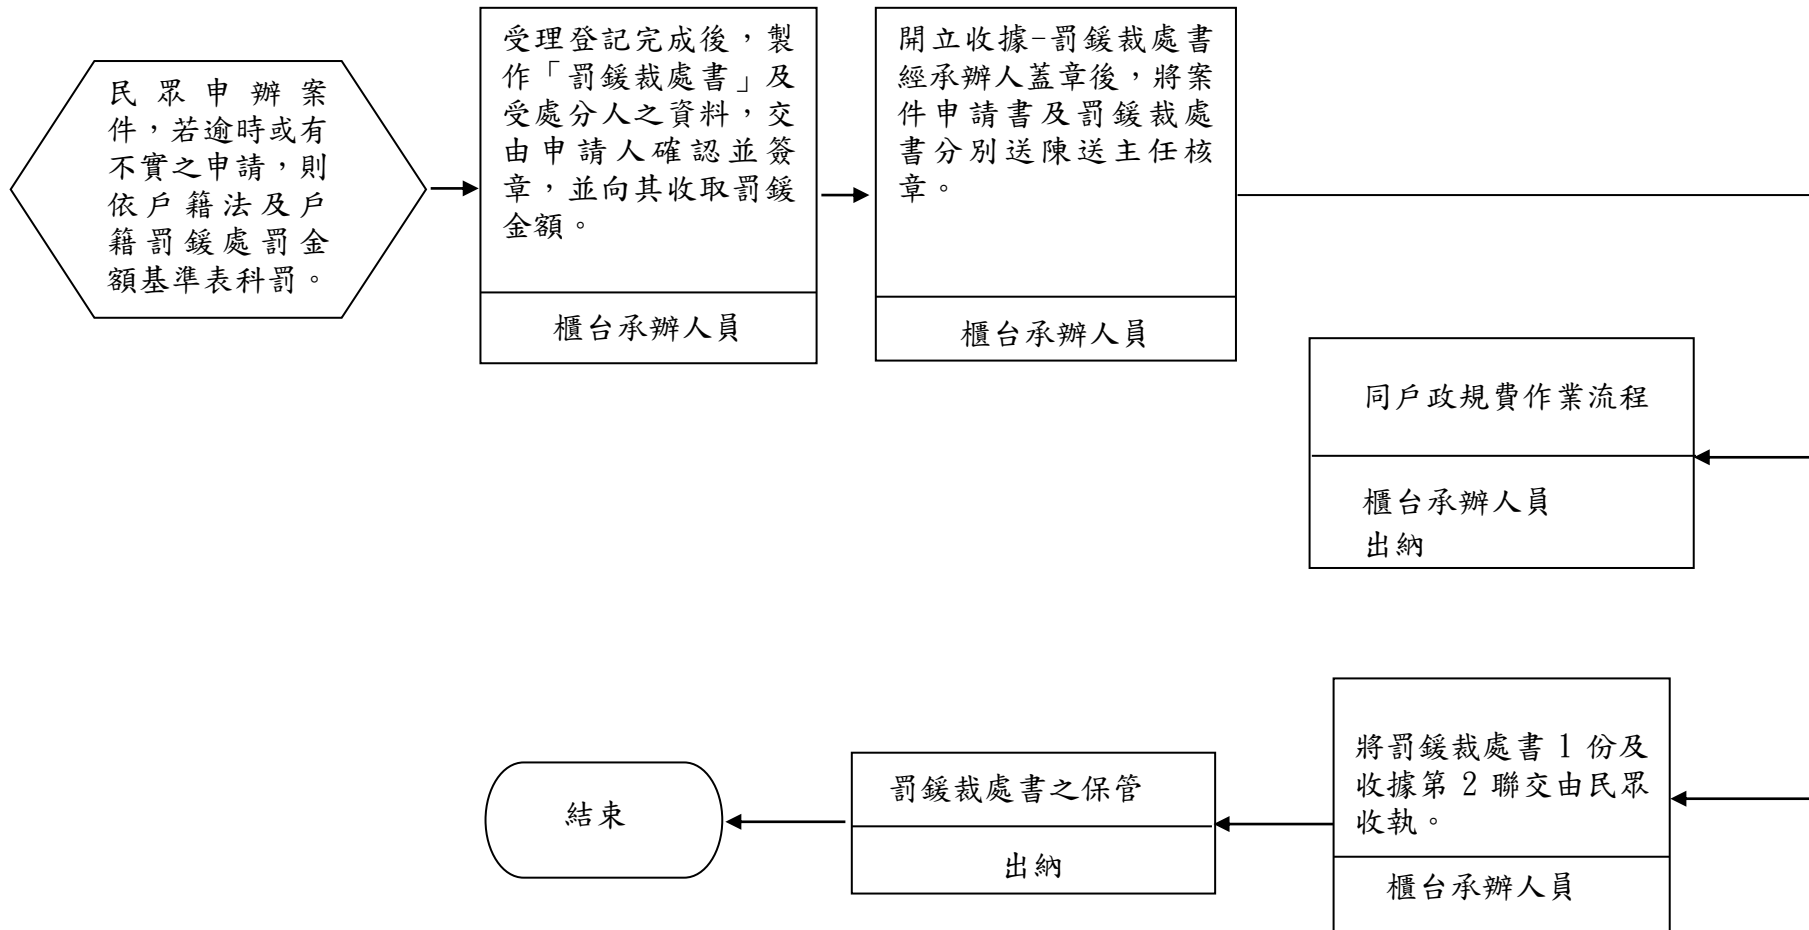 民眾申辦案
件，若逾時或有
不實之申請，則
依戶籍法及戶
籍罰鍰處罰金
額基準表科罰。
受理登記完成後，製
作「罰鍰裁處書」及
受處分人之資料，交
由申請人確認並簽
章，並向其收取罰鍰
金額。
櫃台承辦人員
開立收據-罰鍰裁處書
經承辦人蓋章後，將案
件申請書及罰鍰裁處
書分別送陳送主任核
章。
櫃台承辦人員
同戶政規費作業流程
櫃台承辦人員
出納
將罰鍰裁處書 1 份及
收據第 2 聯交由民眾
收執。
櫃台承辦人員
罰鍰裁處書之保管
出納
結束